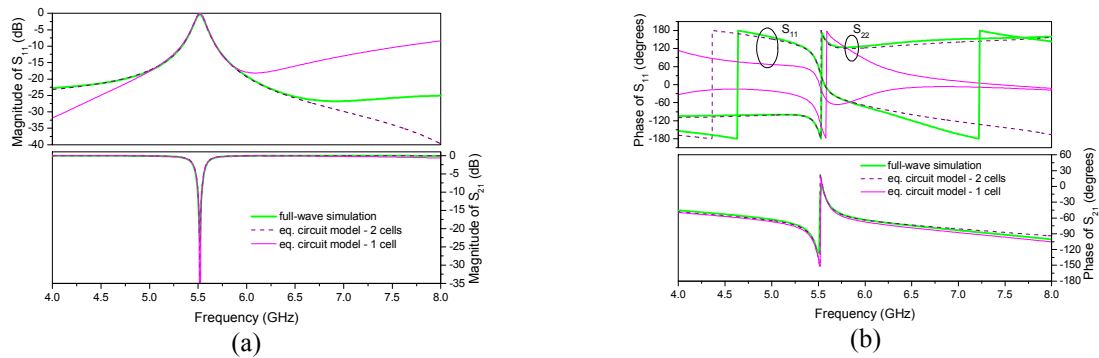 Magnitude of S11 (dB)
0
-5
-10
-15
-20
-25
-30
-35
-40
0
-5
-10
-15
-20
-25
-30
-35
Magnitude of S21 (dB)
full-wave simulation
eq. circuit model - 2 cells
eq. circuit model - 1 cell
4.0 4.5 5.0 5.5 6.0 6.5 7.0 7.5 8.0
Frequency (GHz)
(a)
Phase of S11 (degrees)
180
120
60
0
-60
-120
-180
S11
S22
60
0
-30
-60
-90
-120
-150
-180
Phase of S21 (degrees)
full-wave simulation
eq. circuit model - 2 cells
eq. circuit model - 1 cell
4.0 4.5 5.0 5.5 6.0 6.5 7.0 7.5 8.0
Frequency (GHz)
(b)